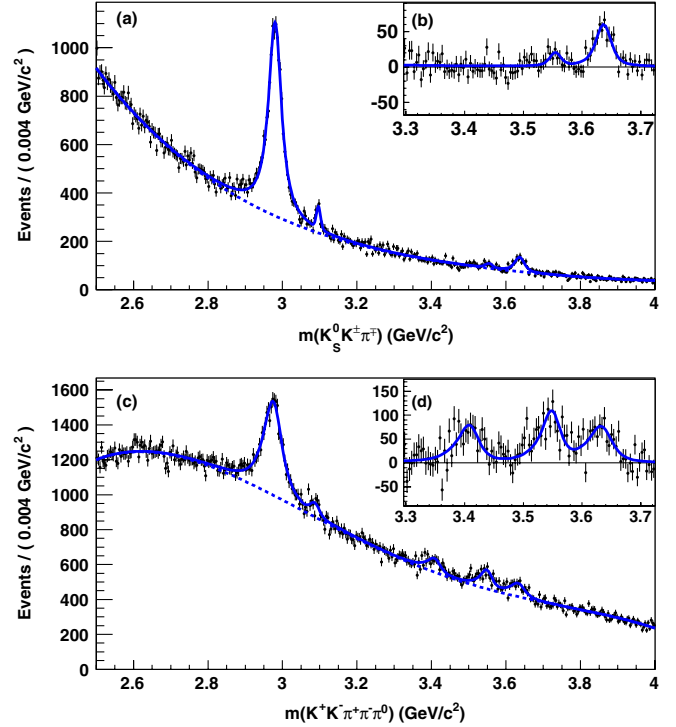 (a)
(b)
50
0
-50
3.3 3.4 3.5 3.6 3.7
1000
800
600
400
200
0
Events / ( 0.004 GeV/c²)
2.6 2.8 3 3.2 3.4 3.6 3.8 4
m(K⁰_S K^±π^∓) (GeV/c²)
(c)
(d)
150
100
50
0
-50
3.3 3.4 3.5 3.6 3.7
1600
1400
1200
1000
800
600
400
200
0
Events / ( 0.004 GeV/c²)
2.6 2.8 3 3.2 3.4 3.6 3.8 4
m(K⁺K⁻π⁺π⁻π⁰) (GeV/c²)